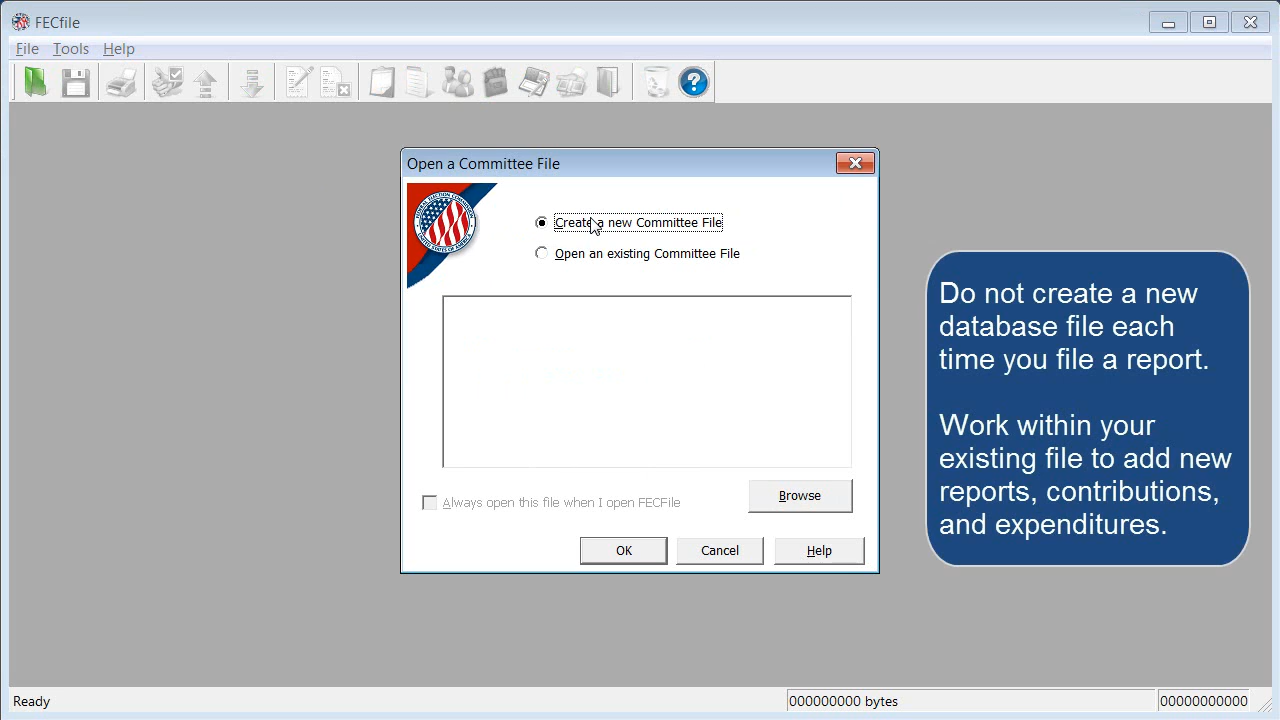 FECfile
File Tools Help
Open a Committee File
Create a new Committee File
Open an existing Committee File
Always open this file when I open FECFile
Browse
OK Cancel Help
Do not create a new
database file each
time you file a report.
Work within your
existing file to add new
reports, contributions,
and expenditures.
Ready 000000000 bytes 00000000000